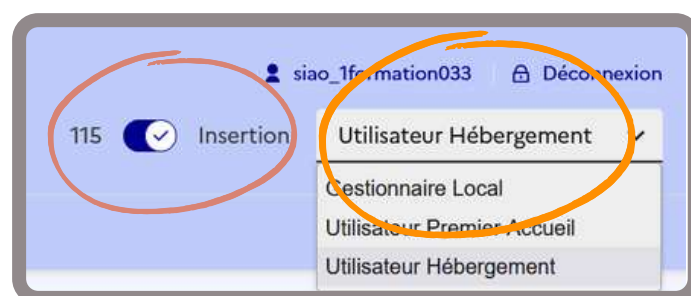 siao_1formation033 Déconnexion
115 Insertion Utilisateur Hébergement
Gestionnaire Local
Utilisateur Premier Accueil
Utilisateur Hébergement